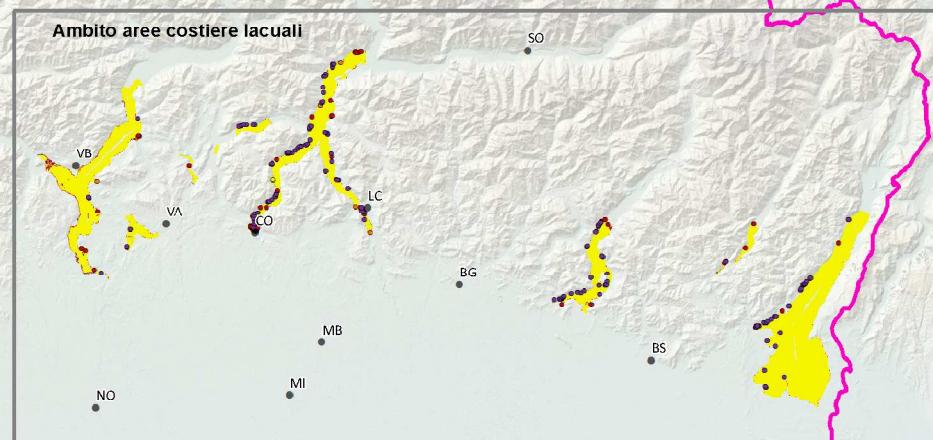 Ambito aree costiere lacuali
SO
VB
LC
VA
CO
BG
MB
BS
MI
NO